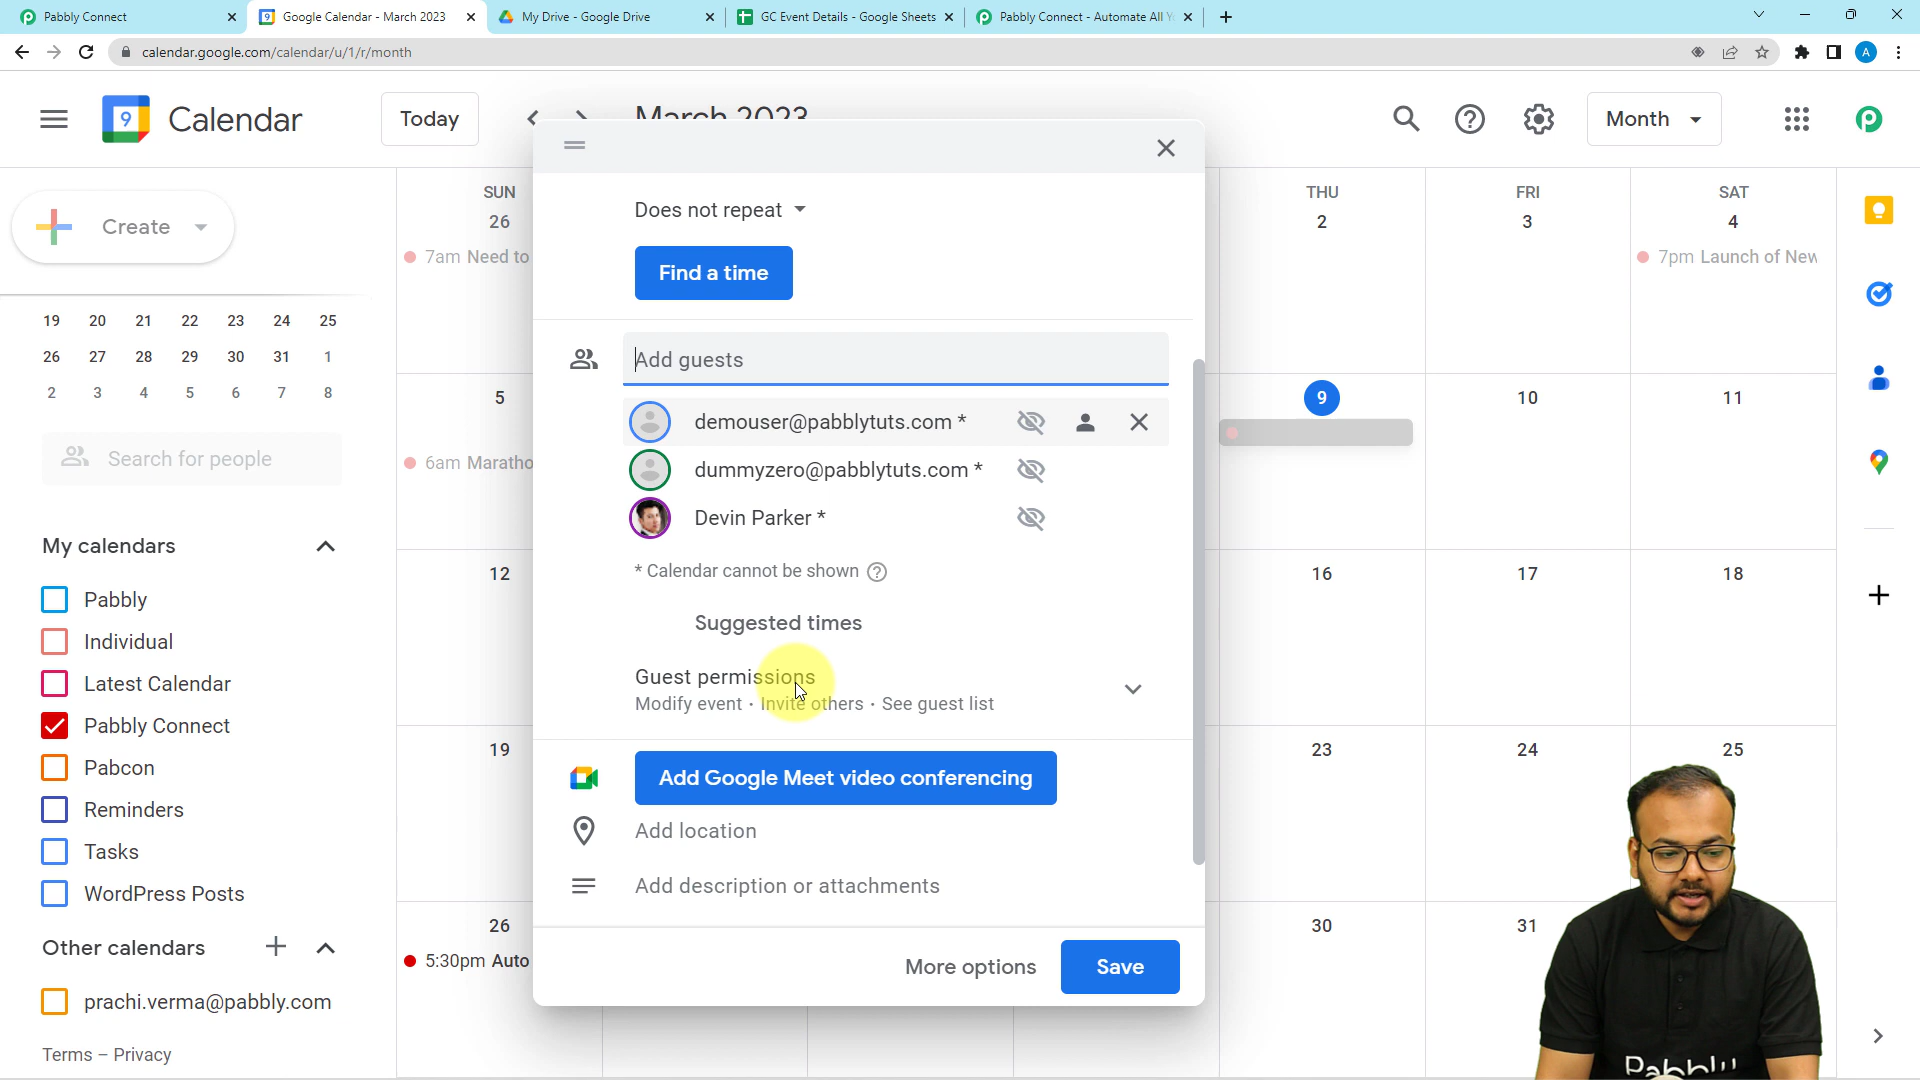 Pabbly Connect
Google Calendar - March 2023
My Drive - Google Drive
GC Event Details - Google Sheets
Pabbly Connect - Automate All Y
calendar.google.com/calendar/u/1/r/month
A
9 Calendar
Today
March 2023
Month
Create
19 20 21 22 23 24 25
26 27 28 29 30 31 1
2 3 4 5 6 7 8
Search for people
My calendars
Pabbly
Individual
Latest Calendar
Pabbly Connect
Pabcon
Reminders
Tasks
WordPress Posts
Other calendars
prachi.verma@pabbly.com
Terms – Privacy
SUN
26
7am Need to
THU
2
FRI
3
SAT
4
7pm Launch of New
5
6am Maratho
9
10
11
12
16
17
18
19
23
24
25
26
5:30pm Auto
30
31
Does not repeat
Find a time
Add guests
demouser@pabblytuts.com *
dummyzero@pabblytuts.com *
Devin Parker *
* Calendar cannot be shown
Suggested times
Guest permissions
Modify event · Invite others · See guest list
Add Google Meet video conferencing
Add location
Add description or attachments
More options
Save
Pabbly